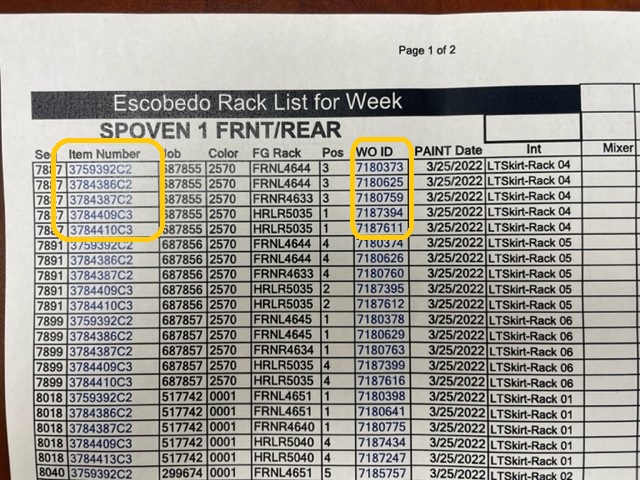 Page 1 of 2
Escobedo Rack List for Week
SPOVEN 1 FRNT/REAR
Item Number Job Color FG Rack Pos WO ID PAINT Date Int Mixer
3759392C2 687855 2570 FRNL4644 3 7180373 3/25/2022 LTSkirt-Rack 04
3784386C2 687855 2570 FRNL4644 3 7180625 3/25/2022 LTSkirt-Rack 04
3784387C2 687855 2570 FRNR4633 3 7180759 3/25/2022 LTSkirt-Rack 04
3784409C3 687855 2570 HRLR5035 1 7187394 3/25/2022 LTSkirt-Rack 04
3784410C3 687855 2570 HRLR5035 1 7187611 3/25/2022 LTSkirt-Rack 04
7891 3759392C2 687856 2570 FRNL4644 4 7180374 3/25/2022 LTSkirt-Rack 05
7891 3784386C2 687856 2570 FRNL4644 4 7180626 3/25/2022 LTSkirt-Rack 05
7891 3784387C2 687856 2570 FRNR4633 4 7180760 3/25/2022 LTSkirt-Rack 05
7891 3784409C3 687856 2570 HRLR5035 2 7187395 3/25/2022 LTSkirt-Rack 05
7891 3784410C3 687856 2570 HRLR5035 2 7187612 3/25/2022 LTSkirt-Rack 05
7899 3759392C2 687857 2570 FRNL4645 1 7180378 3/25/2022 LTSkirt-Rack 06
7899 3784386C2 687857 2570 FRNL4645 1 7180629 3/25/2022 LTSkirt-Rack 06
7899 3784387C2 687857 2570 FRNR4634 1 7180763 3/25/2022 LTSkirt-Rack 06
7899 3784409C3 687857 2570 HRLR5035 4 7187399 3/25/2022 LTSkirt-Rack 06
7899 3784410C3 687857 2570 HRLR5035 4 7187616 3/25/2022 LTSkirt-Rack 06
8018 3759392C2 517742 0001 FRNL4651 1 7180398 3/25/2022 LTSkirt-Rack 01
8018 3784386C2 517742 0001 FRNL4651 1 7180641 3/25/2022 LTSkirt-Rack 01
8018 3784387C2 517742 0001 FRNR4640 1 7180775 3/25/2022 LTSkirt-Rack 01
8018 3784409C3 517742 0001 HRLR5040 4 7187434 3/25/2022 LTSkirt-Rack 01
8018 3784413C3 517742 0001 HRLR5040 4 7187247 3/25/2022 LTSkirt-Rack 01
8040 3759392C2 299674 0001 FRNL4651 5 7185757 3/25/2022 LTSkirt-Rack 02